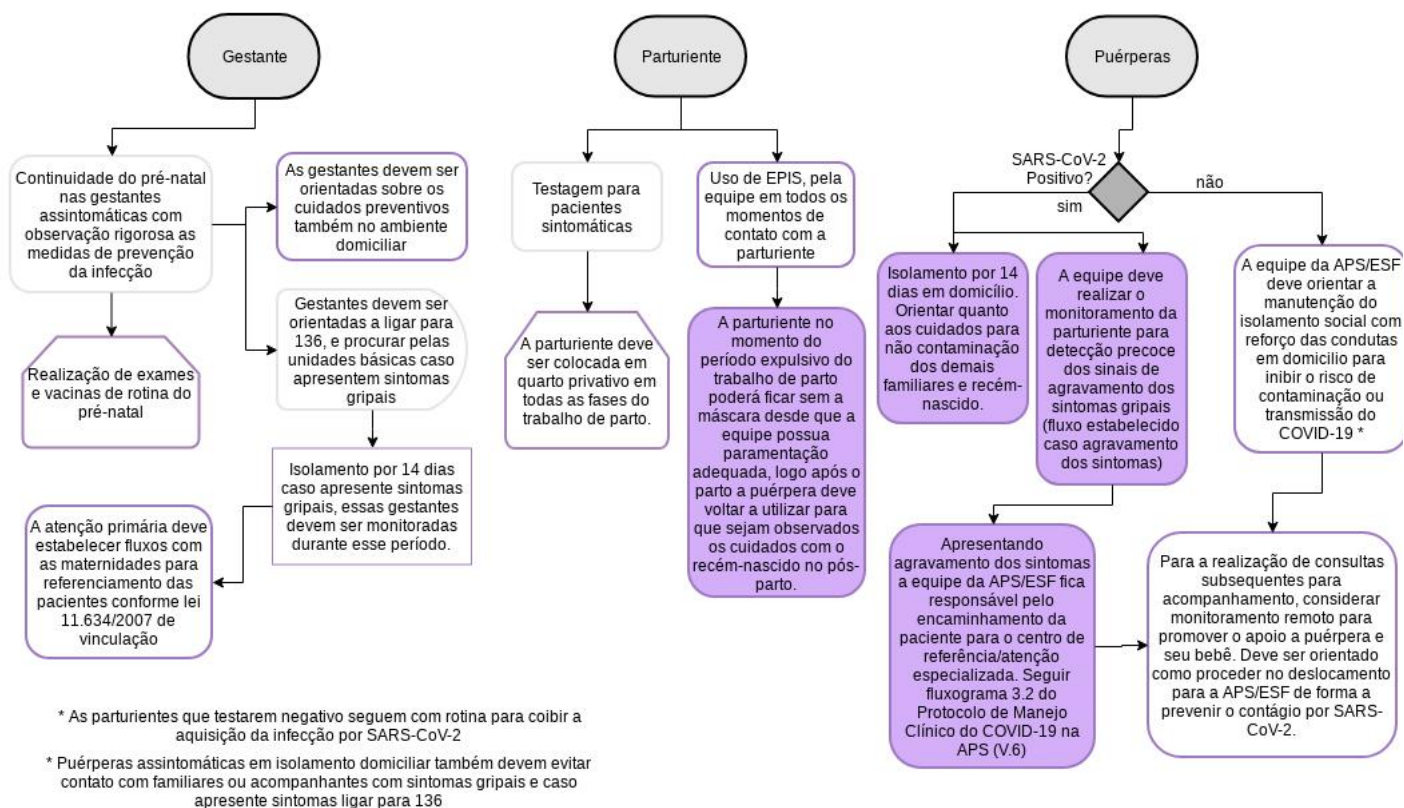 Gestante
Continuidade do pré-natal
nas gestantes
assintomáticas com
observação rigorosa as
medidas de prevenção
da infecção
As gestantes devem ser
orientadas sobre os
cuidados preventivos
também no ambiente
domiciliar
Gestantes devem ser
orientadas a ligar para
136, e procurar pelas
unidades básicas caso
apresentem sintomas
gripais
Realização de exames
e vacinas de rotina do
pré-natal
Isolamento por 14 dias
caso apresente sintomas
gripais, essas gestantes
devem ser monitoradas
durante esse período.
A atenção primária deve
estabelecer fluxos com
as maternidades para
referenciamento das
pacientes conforme lei
11.634/2007 de
vinculação
Parturiente
Testagem para
pacientes
sintomáticas
Uso de EPIS, pela
equipe em todos os
momentos de
contato com a
parturiente
A parturiente deve
ser colocada em
quarto privativo em
todas as fases do
trabalho de parto.
A parturiente no
momento do
período expulsivo do
trabalho de parto
poderá ficar sem a
máscara desde que a
equipe possua
paramentação
adequada, logo após o
parto a puérpera deve
voltar a utilizar para
que sejam observados
os cuidados com o
recém-nascido no pós-
parto.
Puérperas
SARS-CoV-2
Positivo?
sim
não
Isolamento por 14
dias em domicílio.
Orientar quanto
aos cuidados para
não contaminação
dos demais
familiares e recém-
nascido.
A equipe deve
realizar o
monitoramento da
parturiente para
detecção precoce
dos sinais de
agravamento dos
sintomas gripais
(fluxo estabelecido
caso agravamento
dos sintomas)
A equipe da APS/ESF
deve orientar a
manutenção do
isolamento social com
reforço das condutas
em domicilio para
inibir o risco de
contaminação ou
transmissão do
COVID-19 *
Apresentando
agravamento dos sintomas
a equipe da APS/ESF fica
responsável pelo
encaminhamento da
paciente para o centro de
referência/atenção
especializada. Seguir
fluxograma 3.2 do
Protocolo de Manejo
Clínico do COVID-19 na
APS (V.6)
Para a realização de consultas
subsequentes para
acompanhamento, considerar
monitoramento remoto para
promover o apoio a puérpera e
seu bebê. Deve ser orientado
como proceder no deslocamento
para a APS/ESF de forma a
prevenir o contágio por SARS-
CoV-2.
* As parturientes que testarem negativo seguem com rotina para coibir a
aquisição da infecção por SARS-CoV-2
* Puérperas assintomáticas em isolamento domiciliar também devem evitar
contato com familiares ou acompanhantes com sintomas gripais e caso
apresente sintomas ligar para 136